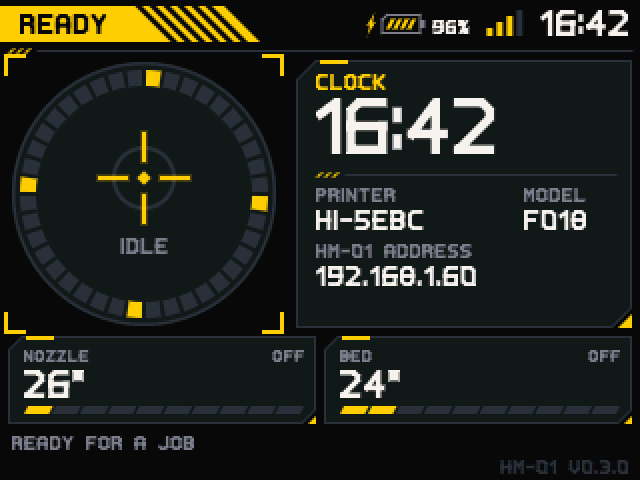 READY 96% 16:42
CLOCK
16:42
PRINTER MODEL
HI-5EBC F018
HM-01 ADDRESS
192.168.1.60
IDLE
NOZZLE OFF
26°
BED OFF
24°
READY FOR A JOB
HM-01 V0.3.0